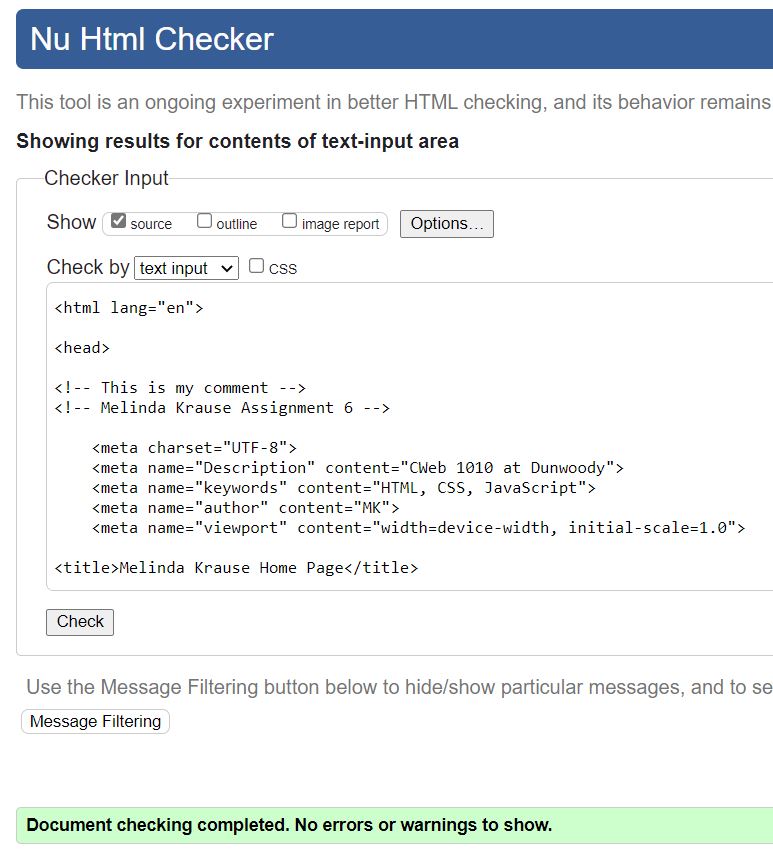 Nu Html Checker
This tool is an ongoing experiment in better HTML checking, and its behavior remains
Showing results for contents of text-input area
Checker Input
Show source outline image report Options...
Check by text input CSS
<html lang="en">
<head>
<!-- This is my comment -->
<!-- Melinda Krause Assignment 6 -->
<meta charset="UTF-8">
<meta name="Description" content="CWeb 1010 at Dunwoody">
<meta name="keywords" content="HTML, CSS, JavaScript">
<meta name="author" content="MK">
<meta name="viewport" content="width=device-width, initial-scale=1.0">
<title>Melinda Krause Home Page</title>
Check
Use the Message Filtering button below to hide/show particular messages, and to se
Message Filtering
Document checking completed. No errors or warnings to show.